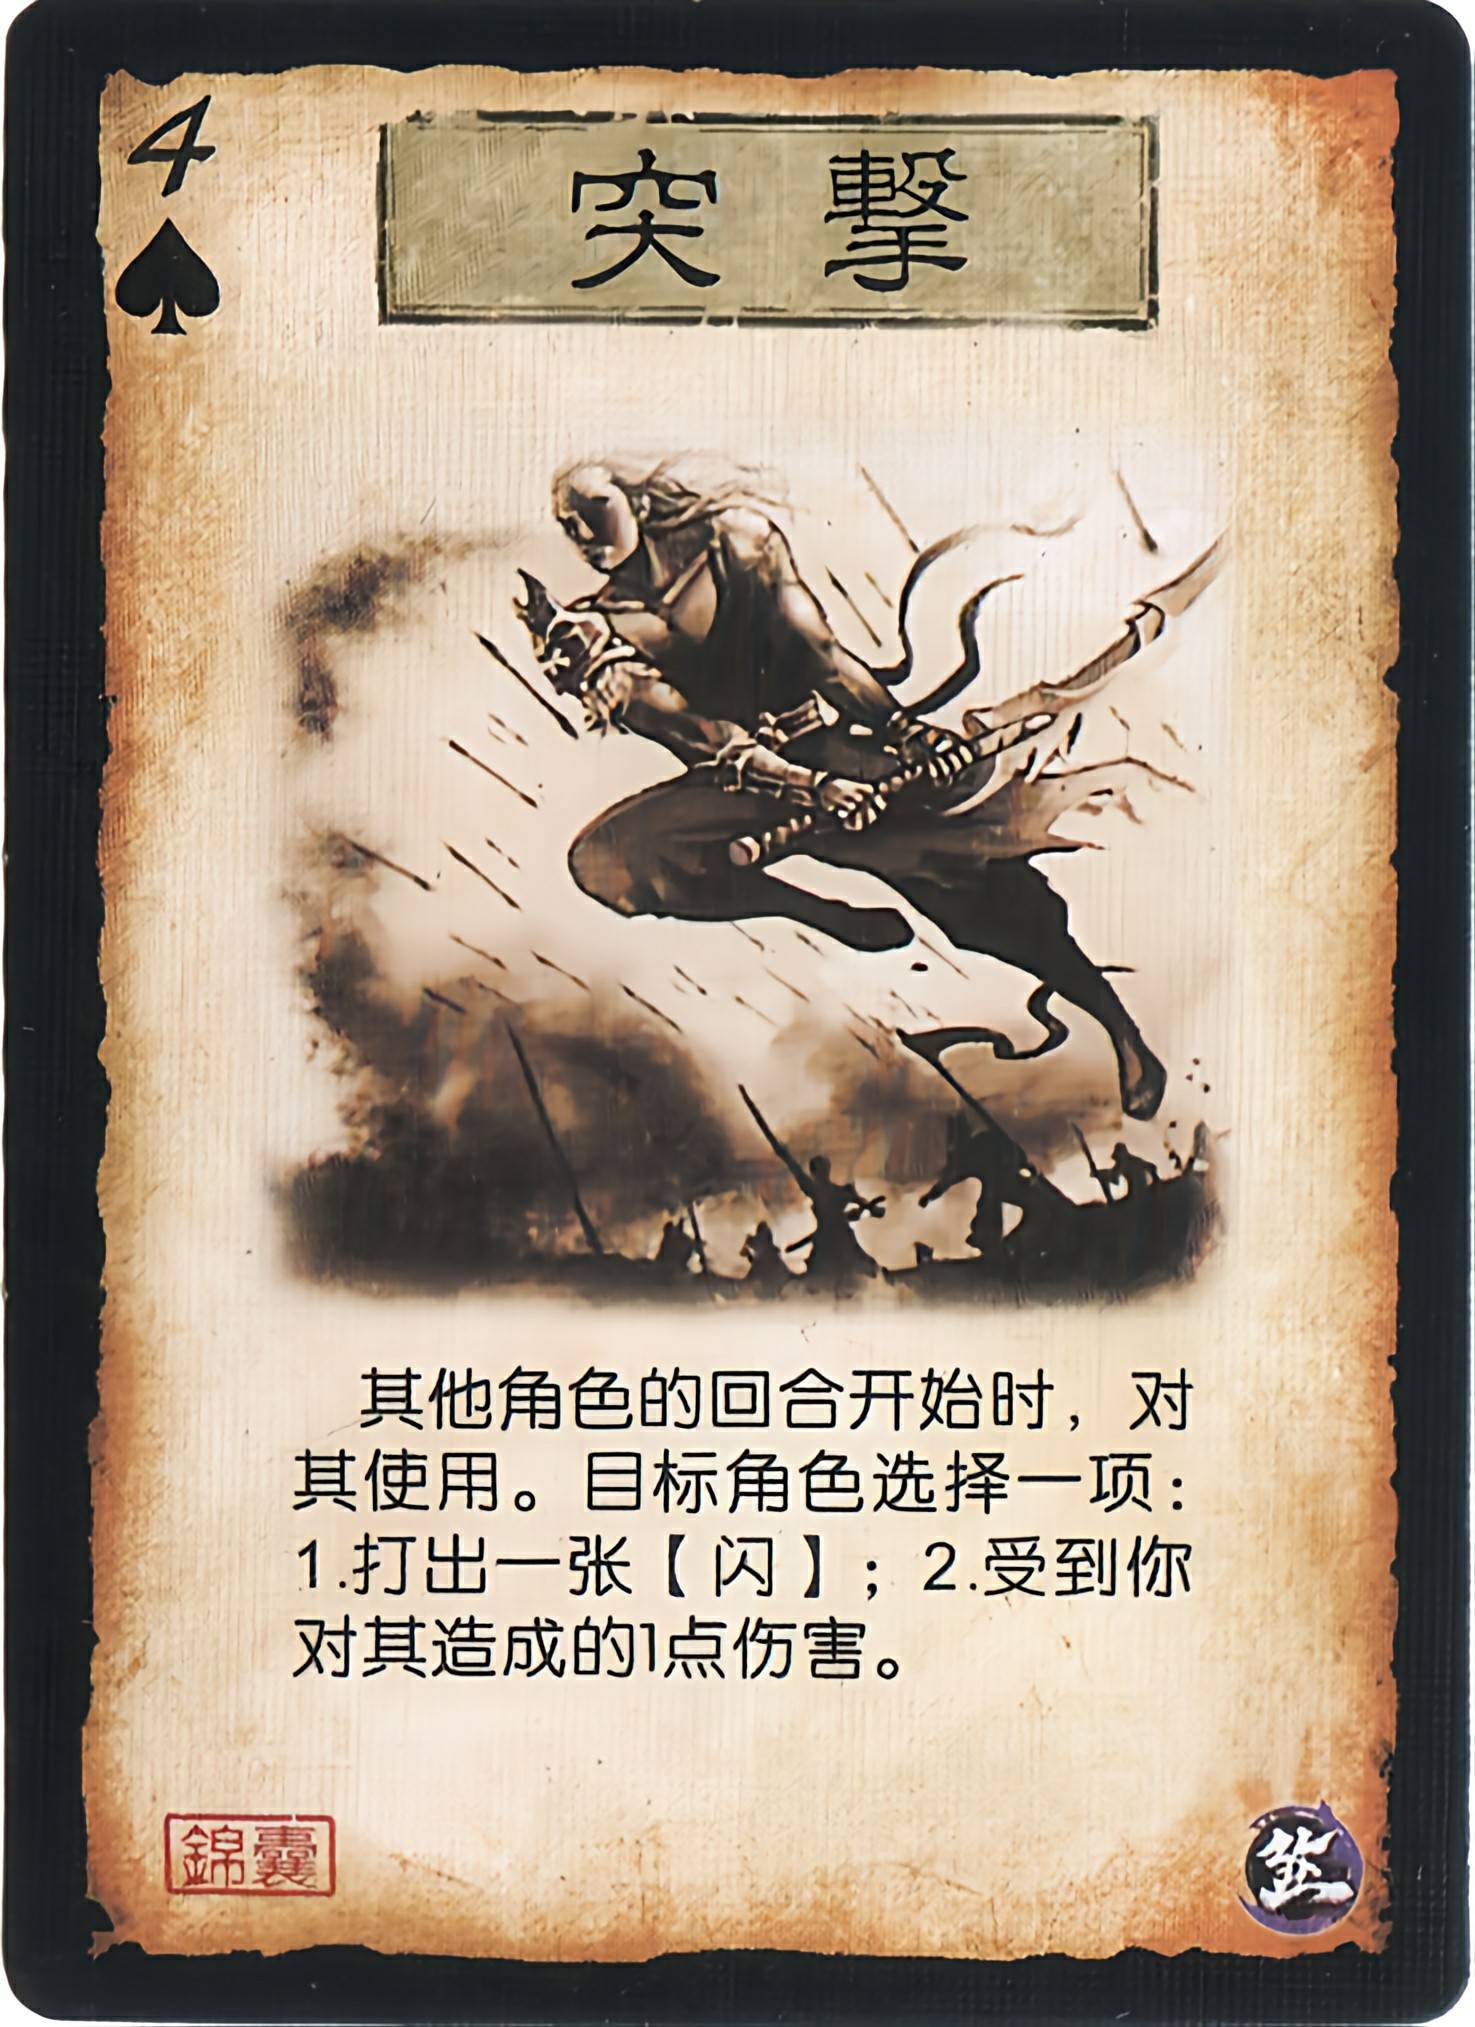 4
突擊
其他角色的回合开始时，对
其使用。目标角色选择一项：
1.打出一张【闪】；2.受到你
对其造成的1点伤害。
錦囊